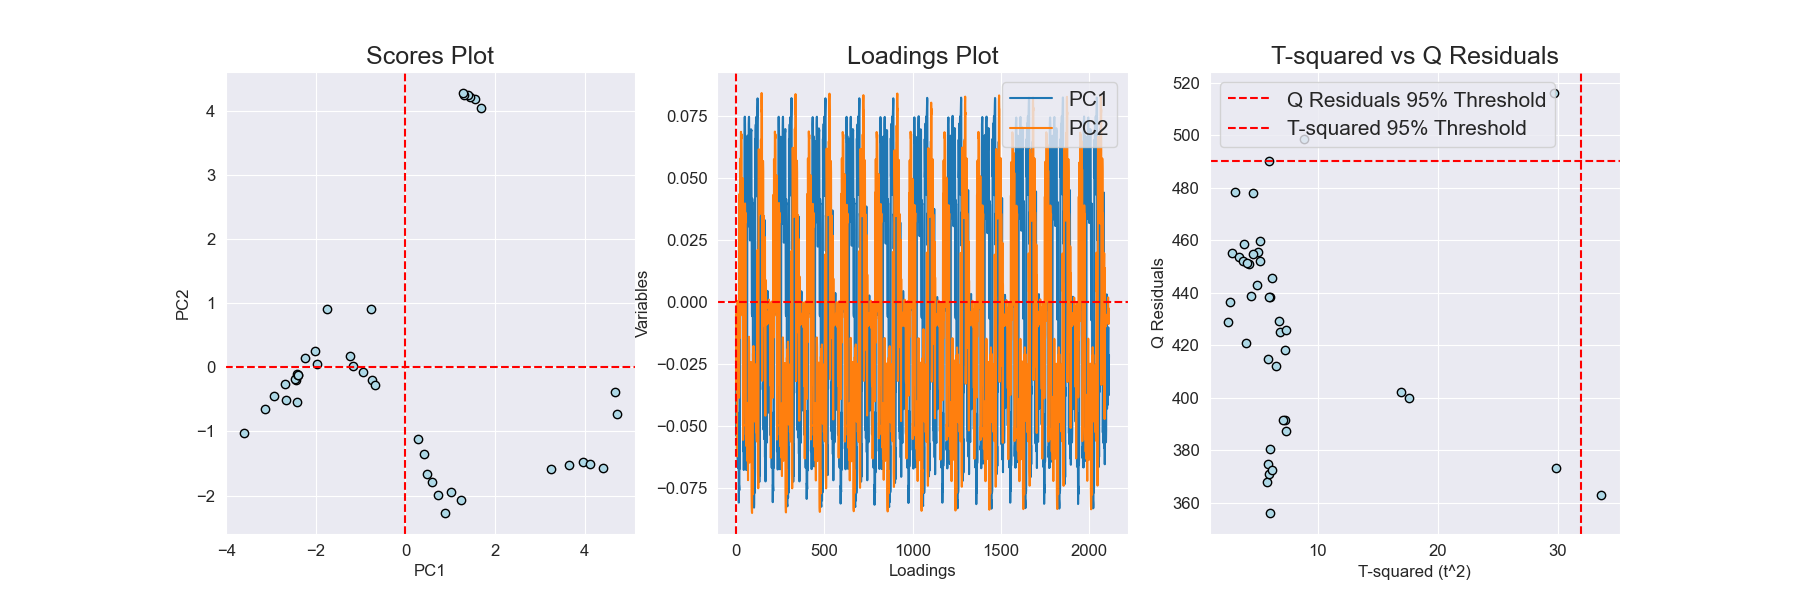 Scores Plot
4
3
2
1
0
−1
−2
PC2
−4
−2
0
2
4
PC1
Loadings Plot
PC1
PC2
0.075
0.050
0.025
0.000
−0.025
−0.050
−0.075
Variables
0
500
1000
1500
2000
Loadings
T-squared vs Q Residuals
Q Residuals 95% Threshold
T-squared 95% Threshold
520
500
480
460
440
420
400
380
360
Q Residuals
10
20
30
T-squared (t^2)